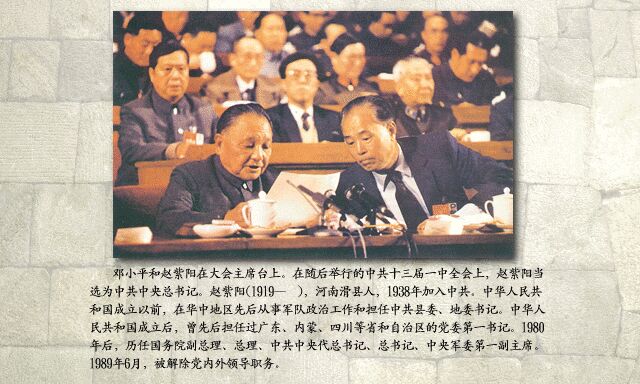 邓小平和赵紫阳在大会主席台上。在随后举行的中共十三届一中全会上，赵紫阳当
选为中共中央总书记。赵紫阳(1919—　)，河南滑县人，1938年加入中共。中华人民共
和国成立以前，在华中地区先后从事军队政治工作和担任中共县委、地委书记。中华人
民共和国成立后，曾先后担任过广东、内蒙、四川等省和自治区的党委第一书记。1980
年后，历任国务院副总理、总理、中共中央代总书记、总书记、中央军委第一副主席。
1989年6月，被解除党内外领导职务。